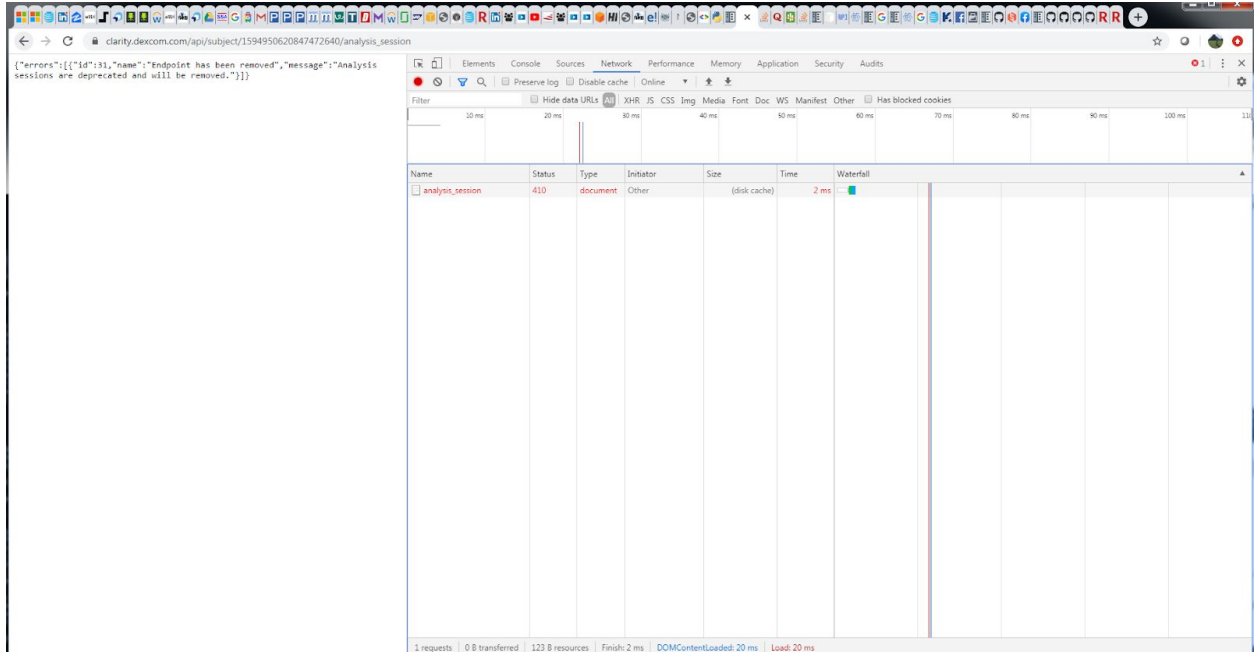 clarity.dexcom.com/api/subject/1594950620847472640/analysis_session
{"errors":[{"id":31,"name":"Endpoint has been removed","message":"Analysis
sessions are deprecated and will be removed."}]}
Elements Console Sources Network Performance Memory Application Security Audits 1
Preserve log Disable cache Online
Filter Hide data URLs All XHR JS CSS Img Media Font Doc WS Manifest Other Has blocked cookies
10 ms 20 ms 30 ms 40 ms 50 ms 60 ms 70 ms 80 ms 90 ms 100 ms
Name Status Type Initiator Size Time Waterfall
analysis_session 410 document Other (disk cache) 2 ms
1 requests 0 B transferred 123 B resources Finish: 2 ms DOMContentLoaded: 20 ms Load: 20 ms